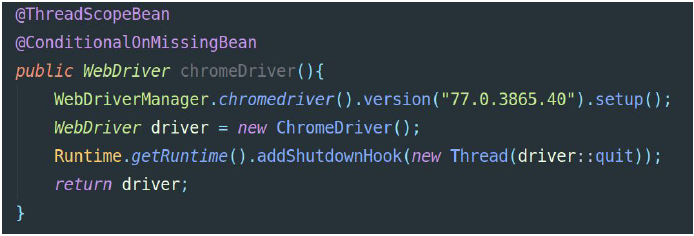 @ThreadScopeBean
@ConditionalOnMissingBean
public WebDriver chromeDriver(){
WebDriverManager.chromedriver().version("77.0.3865.40").setup();
WebDriver driver = new ChromeDriver();
Runtime.getRuntime().addShutdownHook(new Thread(driver::quit));
return driver;
}